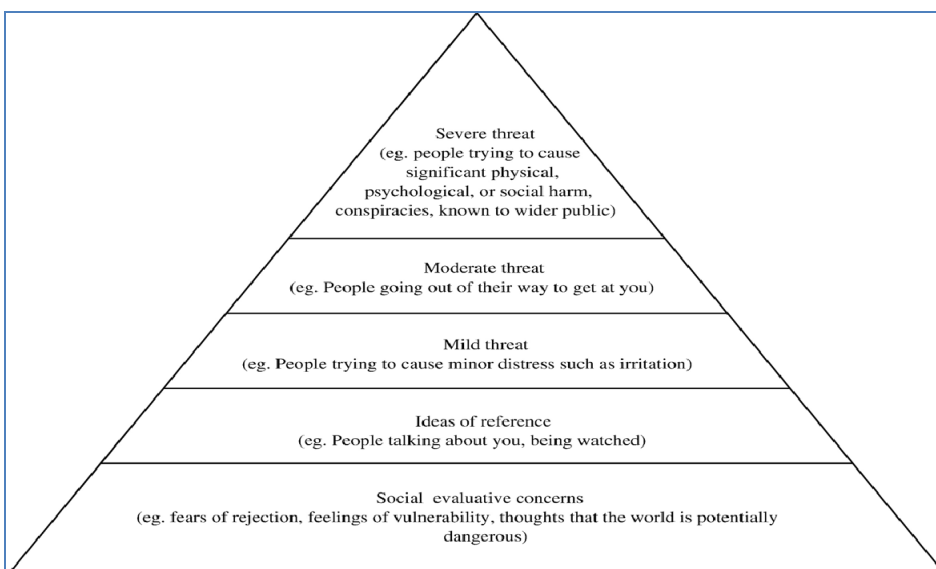 Severe threat
(eg. people trying to cause
significant physical,
psychological, or social harm,
conspiracies, known to wider public)
Moderate threat
(eg. People going out of their way to get at you)
Mild threat
(eg. People trying to cause minor distress such as irritation)
Ideas of reference
(eg. People talking about you, being watched)
Social evaluative concerns
(eg. fears of rejection, feelings of vulnerability, thoughts that the world is potentially
dangerous)